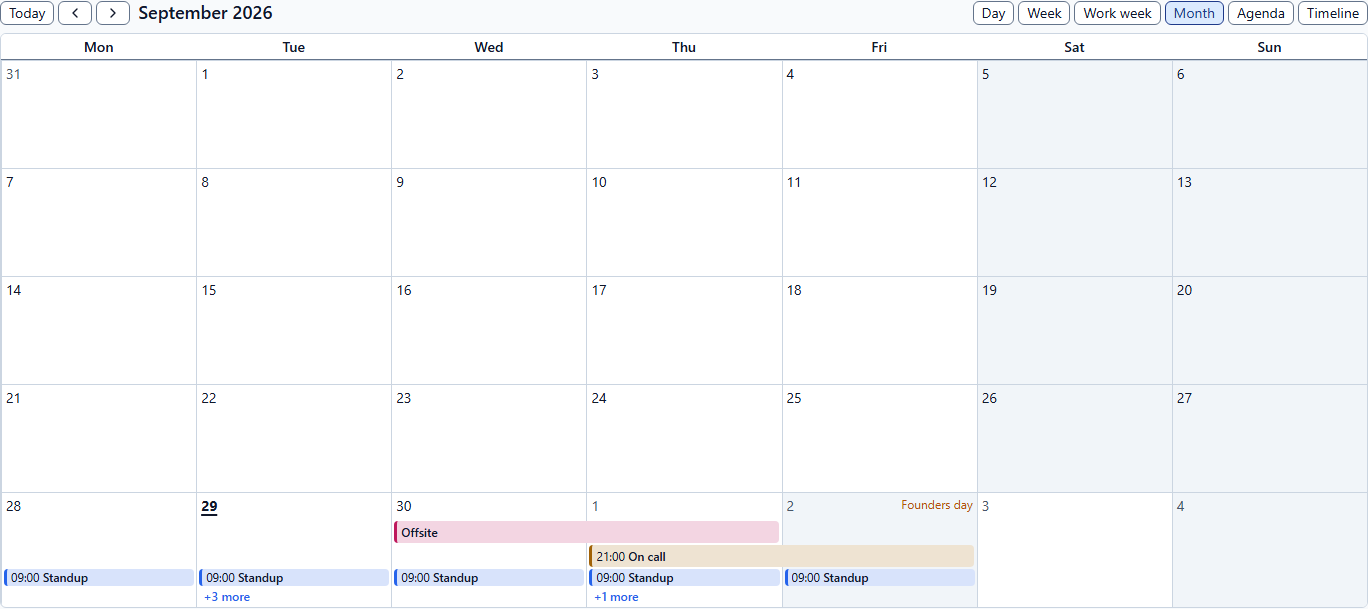 Today < > September 2026 Day Week Work week Month Agenda Timeline
Mon Tue Wed Thu Fri Sat Sun
31 1 2 3 4 5 6
7 8 9 10 11 12 13
14 15 16 17 18 19 20
21 22 23 24 25 26 27
28 29 30 1 2 Founders day 3 4
Offsite
21:00 On call
09:00 Standup 09:00 Standup 09:00 Standup 09:00 Standup 09:00 Standup
+3 more +1 more